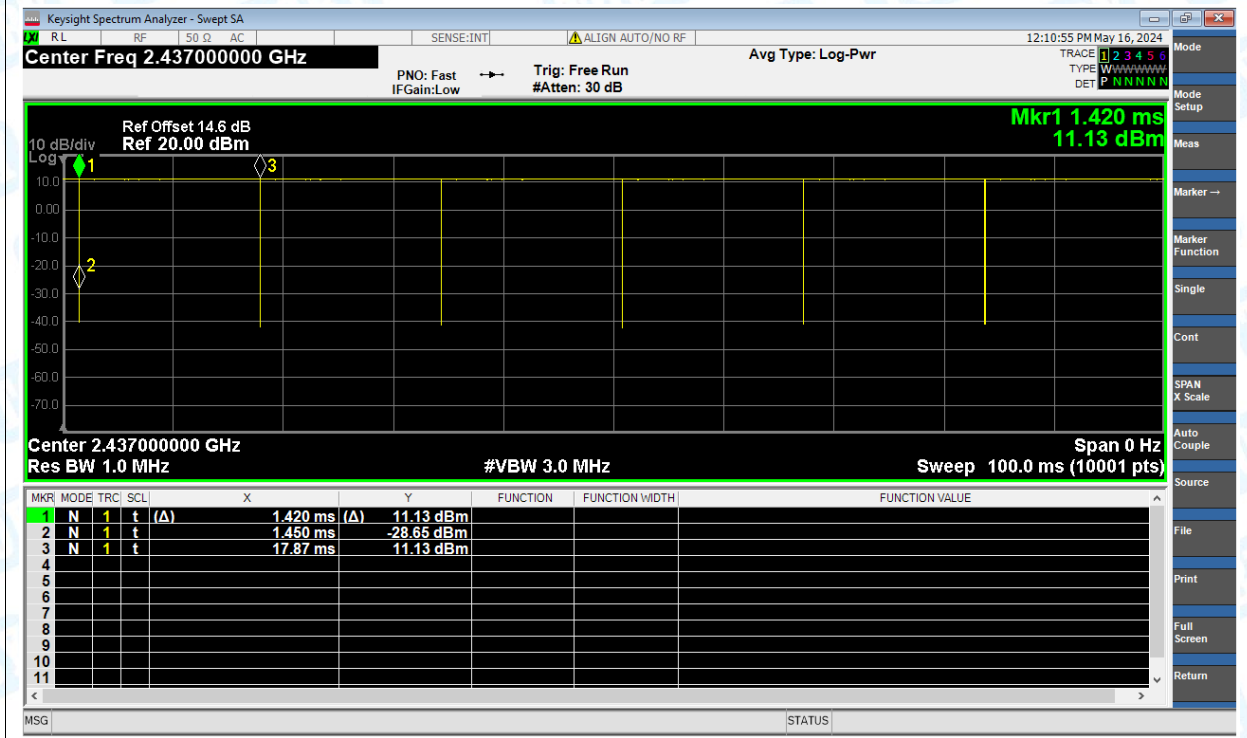 Keysight Spectrum Analyzer - Swept SA
LXI RL RF 50 Ω AC SENSE:INT ALIGN AUTO/NO RF 12:10:55 PM May 16, 2024
Center Freq 2.437000000 GHz
PNO: Fast
IFGain:Low
Trig: Free Run
#Atten: 30 dB
Avg Type: Log-Pwr
TRACE 1 2 3 4 5 6
TYPE WWWWWW
DET P N N N N N
Mkr1 1.420 ms
11.13 dBm
Ref Offset 14.6 dB
10 dB/div Ref 20.00 dBm
Log
1
3
2
10.0
0.00
-10.0
-20.0
-30.0
-40.0
-50.0
-60.0
-70.0
Center 2.437000000 GHz Span 0 Hz
Res BW 1.0 MHz #VBW 3.0 MHz Sweep 100.0 ms (10001 pts)
MKR MODE TRC SCL X Y FUNCTION FUNCTION WIDTH FUNCTION VALUE
1 N 1 t (Δ) 1.420 ms (Δ) 11.13 dBm
2 N 1 t 1.450 ms -28.65 dBm
3 N 1 t 17.87 ms 11.13 dBm
4
5
6
7
8
9
10
11
MSG STATUS
Mode
Mode
Setup
Meas
Marker →
Marker
Function
Single
Cont
SPAN
X Scale
Auto
Couple
Source
File
Print
Full
Screen
Return